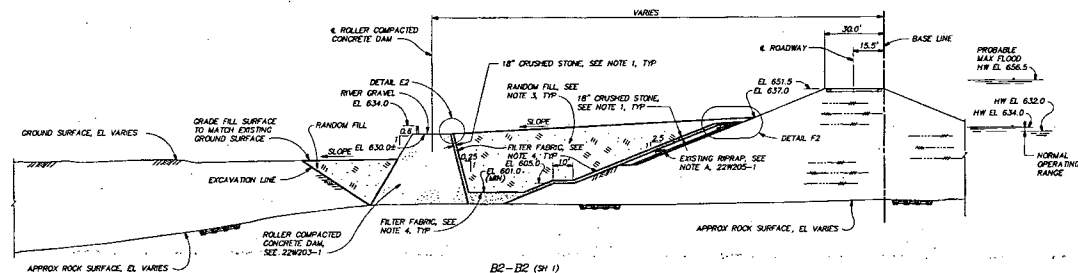 VARIES
30.0'
15.5'
℄ ROLLER COMPACTED
CONCRETE DAM
℄ ROADWAY
BASE LINE
PROBABLE
MAX FLOOD
HW EL 656.5
18" CRUSHED STONE, SEE NOTE 1, TYP
DETAIL E2
RIVER GRAVEL
EL 634.0
RANDOM FILL, SEE
NOTE 3, TYP
18" CRUSHED STONE,
SEE NOTE 1, TYP
EL 651.5
EL 637.0
HW EL 632.0
HW EL 634.0
GRADE FILL SURFACE
TO MATCH EXISTING
GROUND SURFACE
0.6
1
SLOPE
GROUND SURFACE, EL VARIES
RANDOM FILL
SLOPE
EL 630.0±
DETAIL F2
2.5
1
0.25
1
FILTER FABRIC, SEE
NOTE 4, TYP
EL 605.0
10'
EL 601.0
(MIN)
EXISTING RIPRAP, SEE
NOTE A, 22W205-1
NORMAL
OPERATING
RANGE
EXCAVATION LINE
FILTER FABRIC, SEE
NOTE 4, TYP
ROLLER COMPACTED
CONCRETE DAM,
SEE 22W203-1
APPROX ROCK SURFACE, EL VARIES
APPROX ROCK SURFACE, EL VARIES
B2-B2 (SH 1)